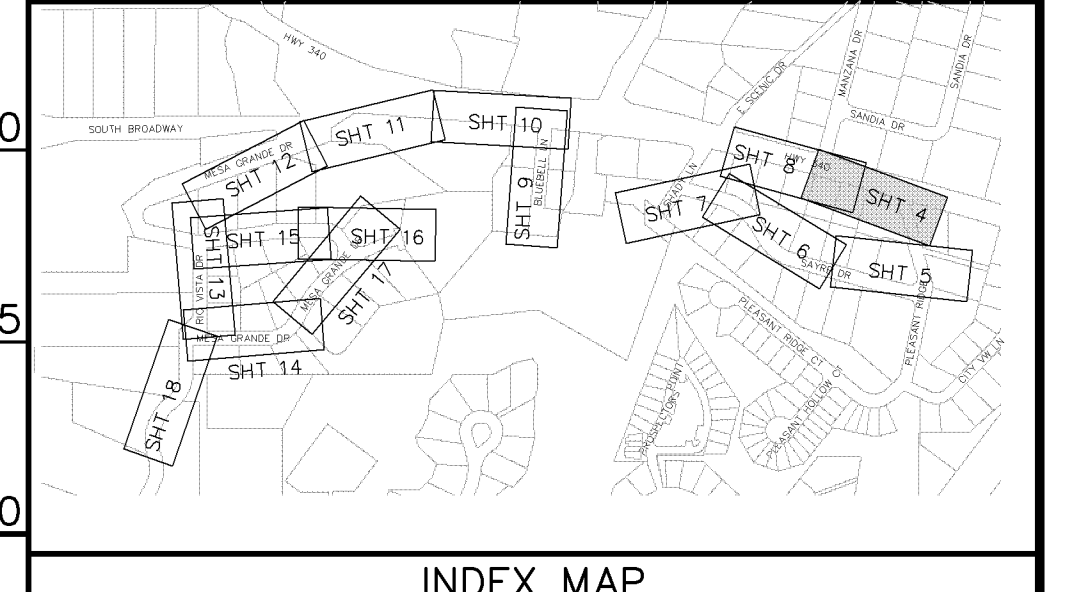 HWY 340
MANZANA DR
SANDIA DR
E SCENIC DR
SOUTH BROADWAY
SHT 11
SHT 10
SANDIA DR
0
MESA GRANDE DR
SHT 12
BLUEBELL LN
SHT 9
SHT 8
HWY 340
SHT 4
SHT 7
SHT 6
SAYRE DR
SHT 5
SHT 15
SHT 16
SHT 13
RIO VISTA DR
MESA GRANDE
SHT 17
5
MESA GRANDE DR
SHT 14
SHT 18
PLEASANT RIDGE
PLEASANT RIDGE CT
CITY VW LN
PROSPECTORS POINT
PLEASANT HOLLOW CT
0
INDEX MAP